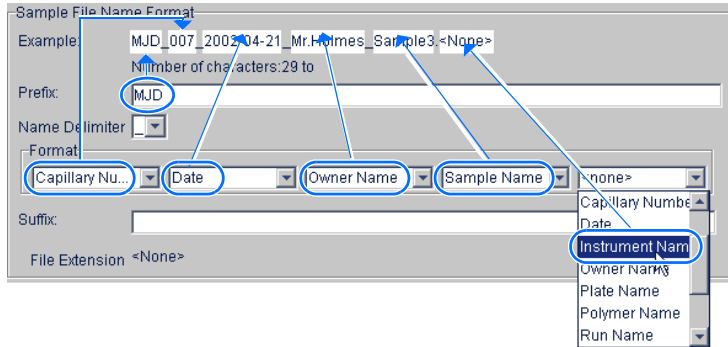 Sample File Name Format
Example: MJD_007_2002-04-21_Mr.Holmes_Sample3.<None>
Number of characters:29 to
Prefix: MJD
Name Delimiter _
Format
Capillary Nu... Date Owner Name Sample Name <none>
Capillary Numbe
Date
Instrument Nam
Owner Name
Plate Name
Polymer Name
Run Name
Suffix:
File Extension <None>